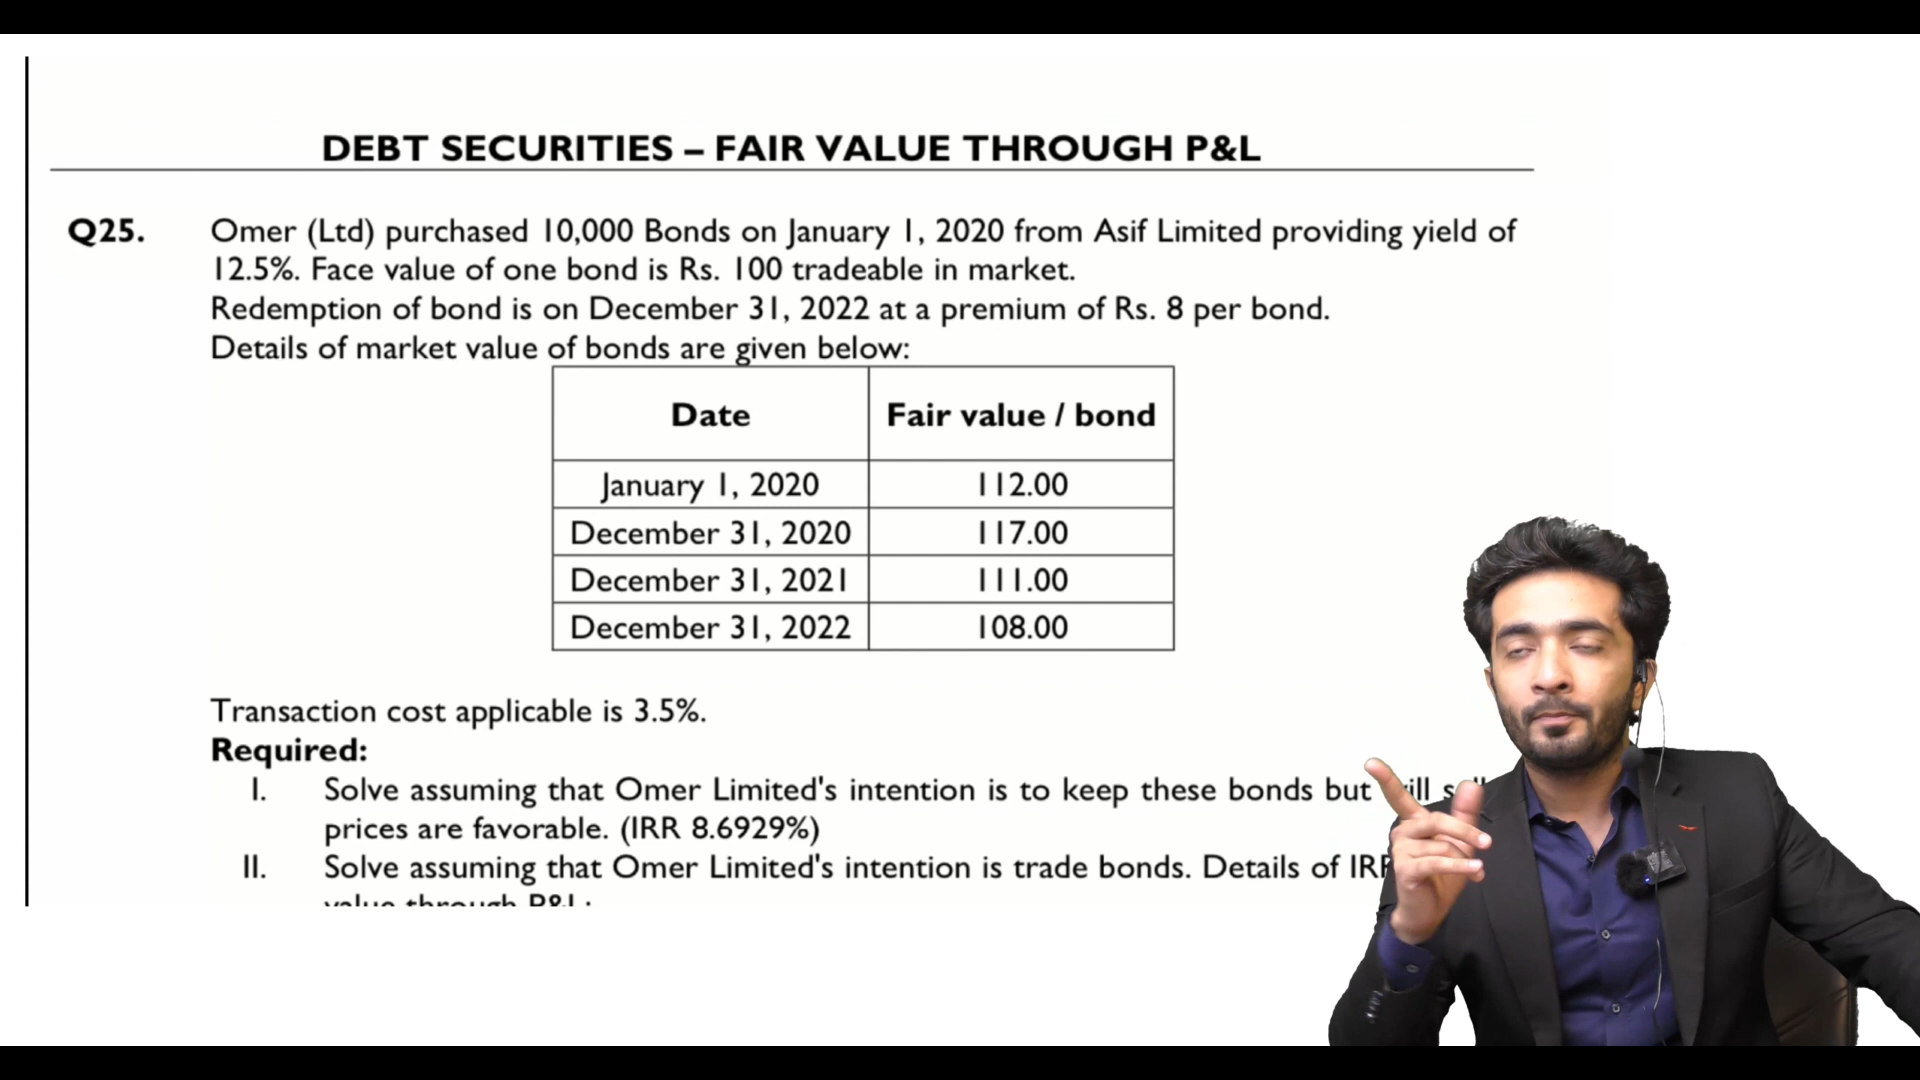 DEBT SECURITIES – FAIR VALUE THROUGH P&L
Q25. Omer (Ltd) purchased 10,000 Bonds on January 1, 2020 from Asif Limited providing yield of
12.5%. Face value of one bond is Rs. 100 tradeable in market.
Redemption of bond is on December 31, 2022 at a premium of Rs. 8 per bond.
Details of market value of bonds are given below:
Date Fair value / bond
January 1, 2020 112.00
December 31, 2020 117.00
December 31, 2021 111.00
December 31, 2022 108.00
Transaction cost applicable is 3.5%.
Required:
I. Solve assuming that Omer Limited's intention is to keep these bonds but
prices are favorable. (IRR 8.6929%)
II. Solve assuming that Omer Limited's intention is trade bonds. Details of
value through P&L: